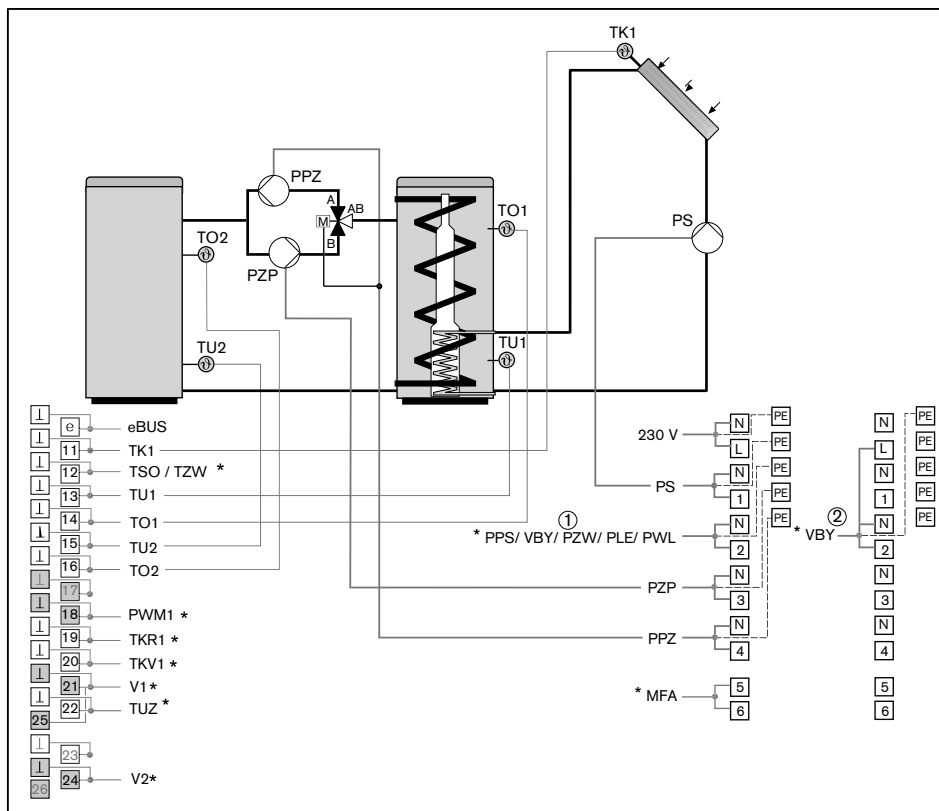 TK1
PPZ
A
AB
M
B
TO1
TO2
PZP
PS
TU1
TU2
⊥
e eBUS
⊥
11 TK1
⊥
12 TSO / TZW *
⊥
13 TU1
⊥
14 TO1
⊥
15 TU2
⊥
16 TO2
⊥
17
⊥
18 PWM1 *
⊥
19 TKR1 *
⊥
20 TKV1 *
⊥
21 V1*
⊥
22 TUZ *
25
⊥
23
⊥
24 V2*
26
230 V N PE
L
PE
PS N
1
PE
①
* PPS/ VBY/ PZW/ PLE/ PWL N
2
PE
PZP N
3
PE
PPZ N
4
* MFA 5
6
N PE
L
PE
N
1
PE
②
* VBY N
2
PE
N
3
PE
N
4
5
6